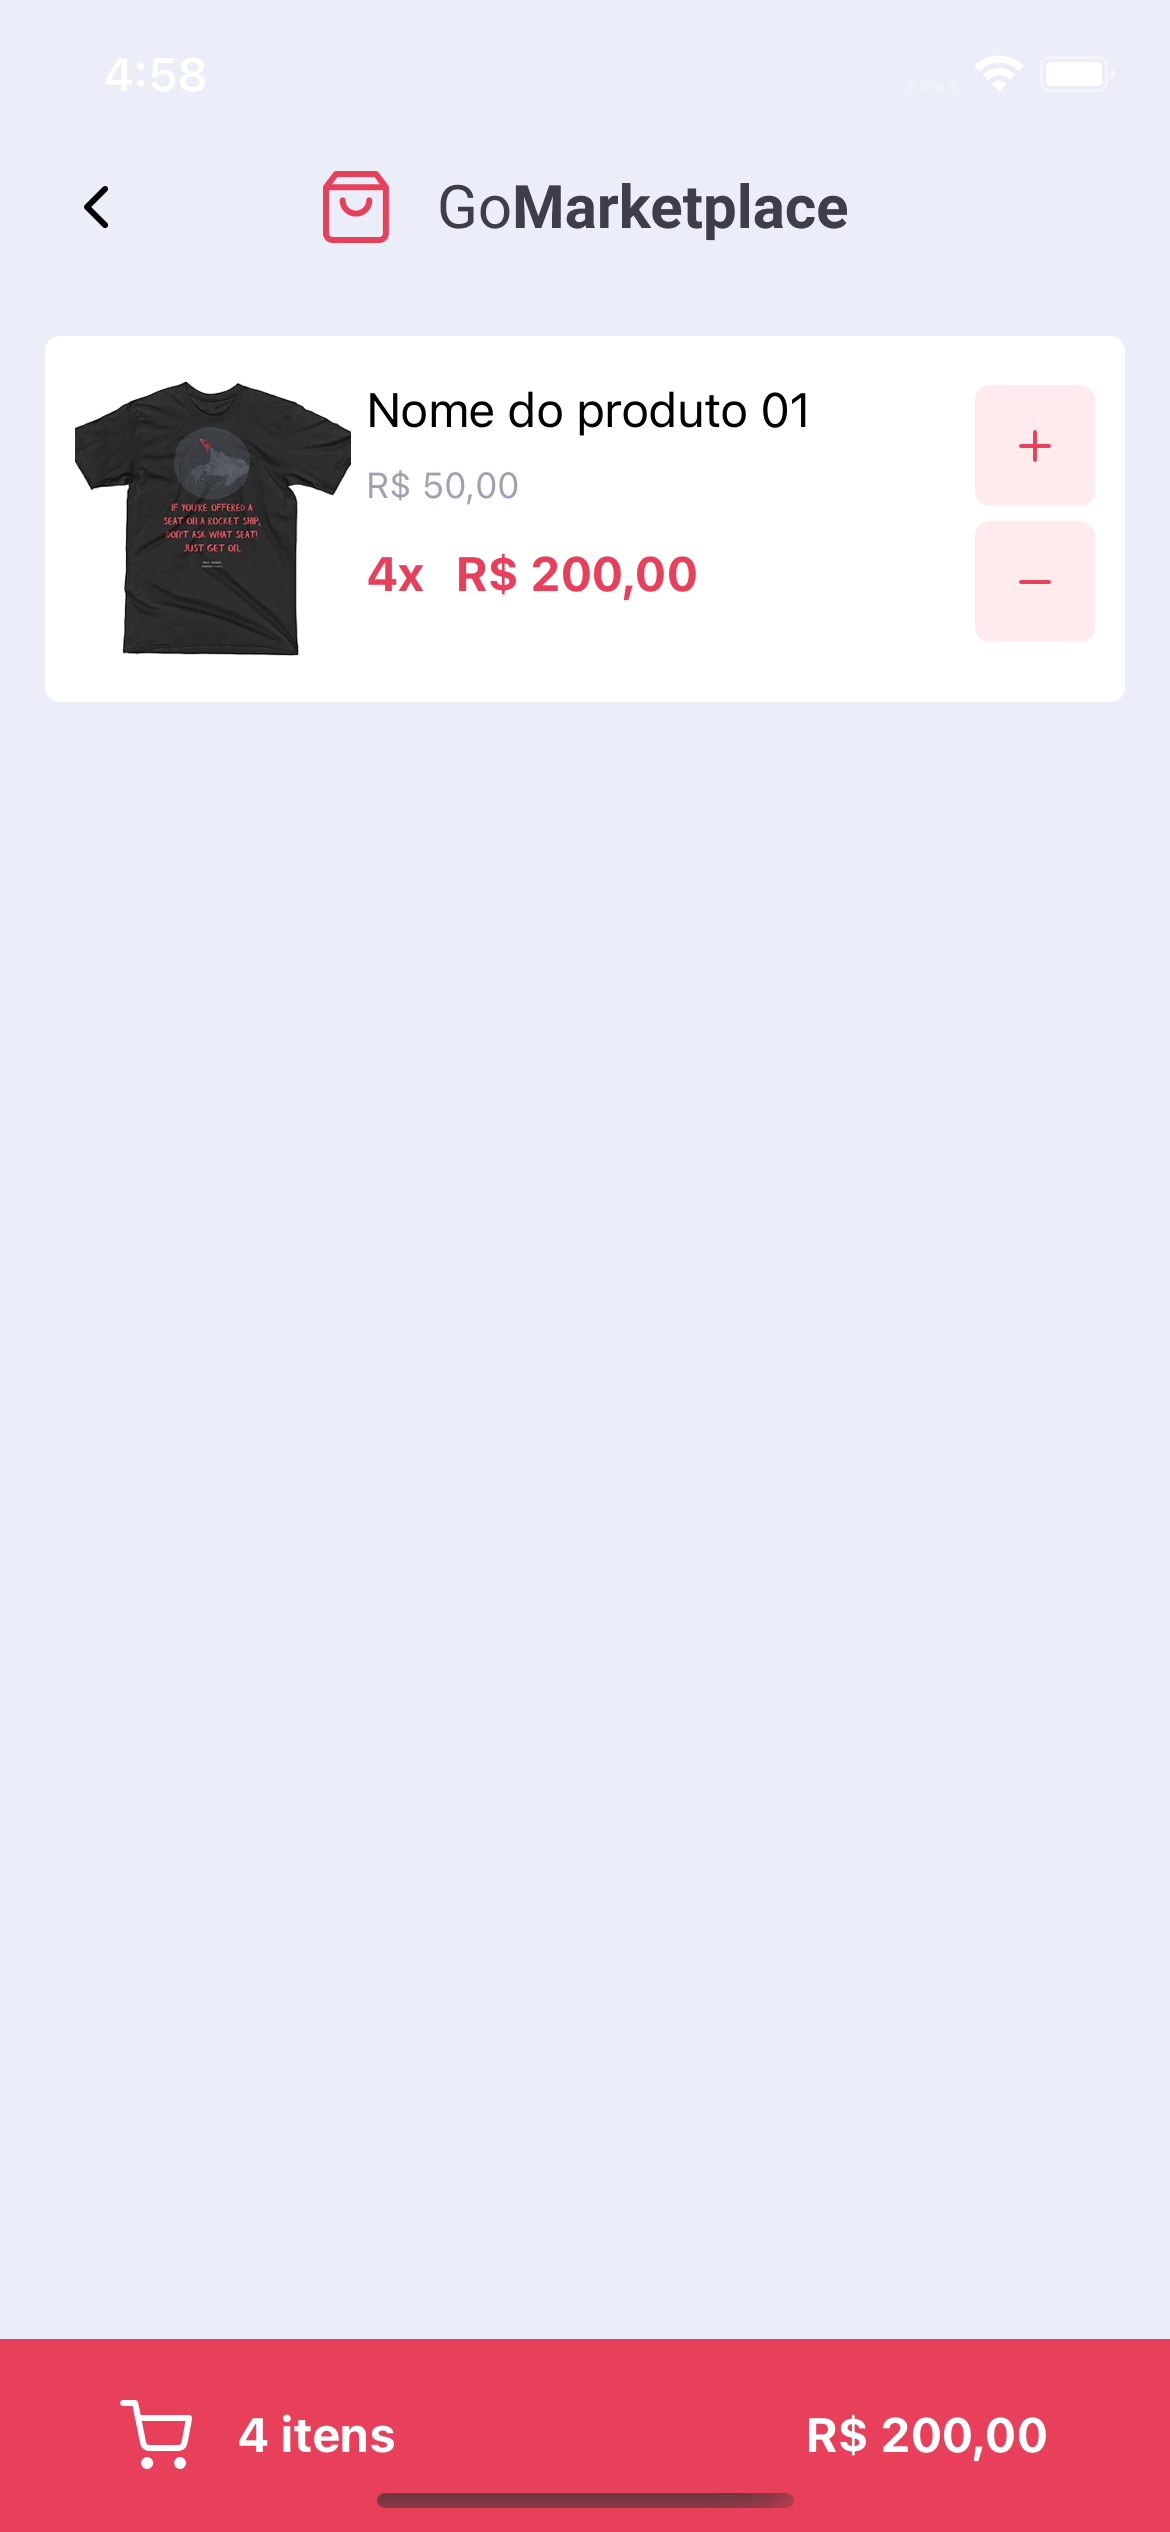 4:58
GoMarketplace
Nome do produto 01
R$ 50,00
4x R$ 200,00
IF YOU'RE OFFERED A
SEAT ON A ROCKET SHIP,
DON'T ASK WHAT SEAT!
JUST GET ON.
4 itens
R$ 200,00